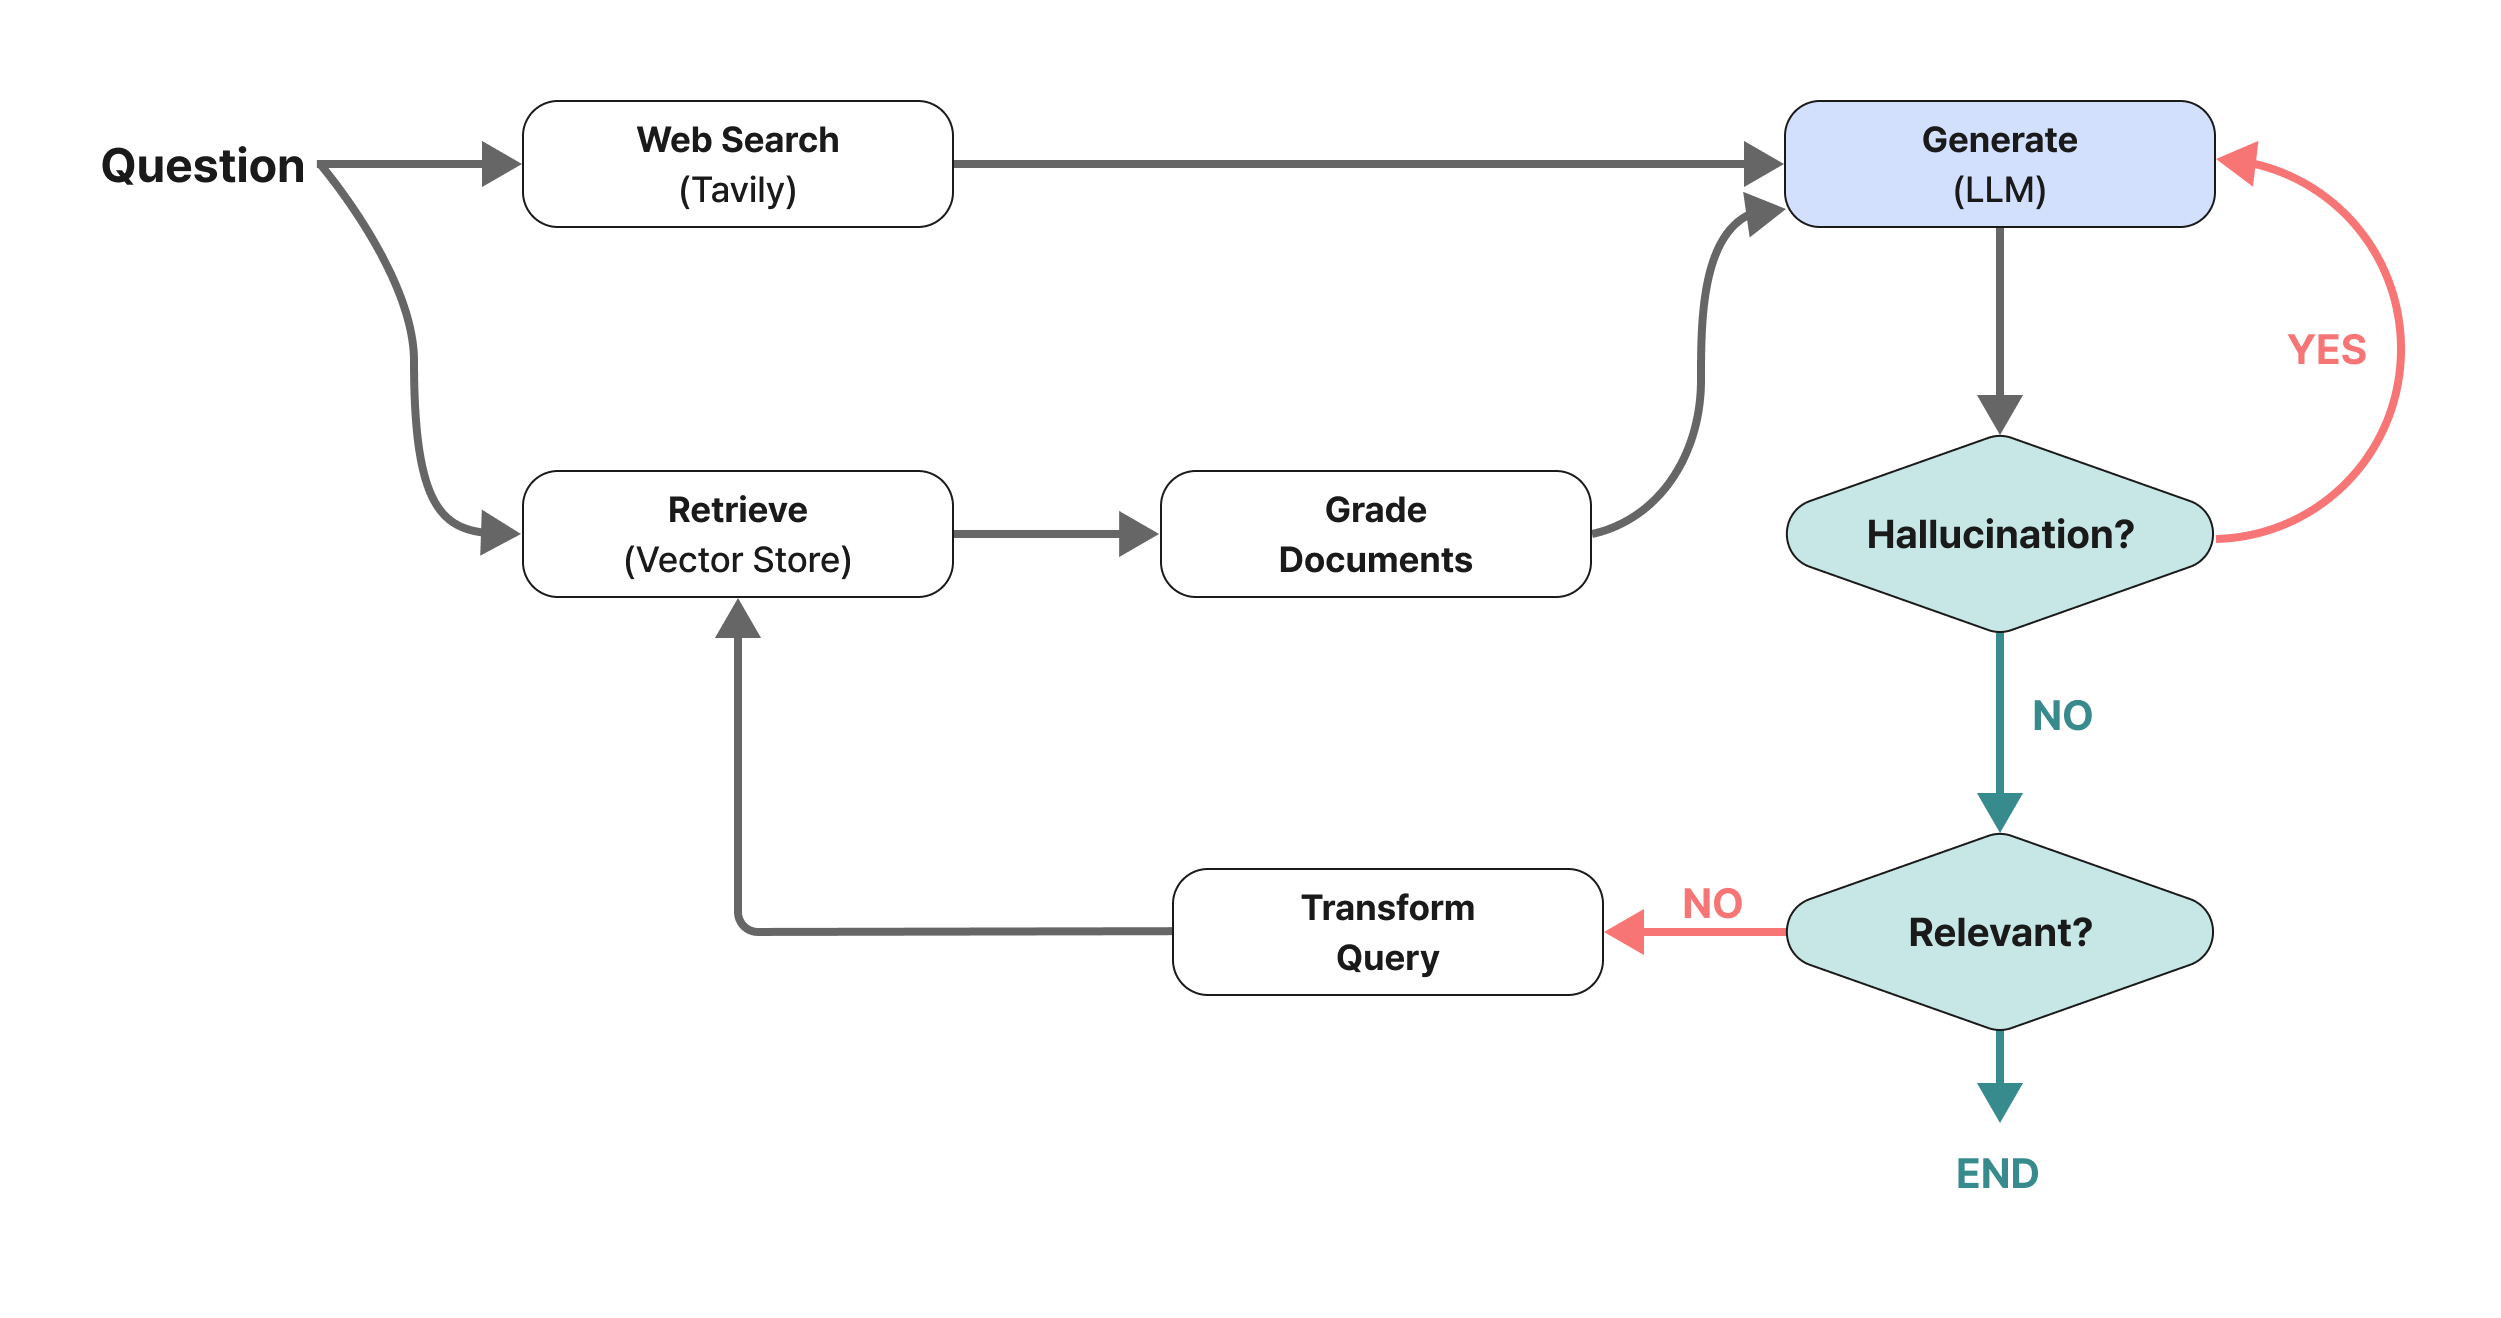 Question
Web Search
(Tavily)
Generate
(LLM)
YES
Retrieve
(Vector Store)
Grade
Documents
Hallucination?
NO
Transform
Query
NO
Relevant?
END